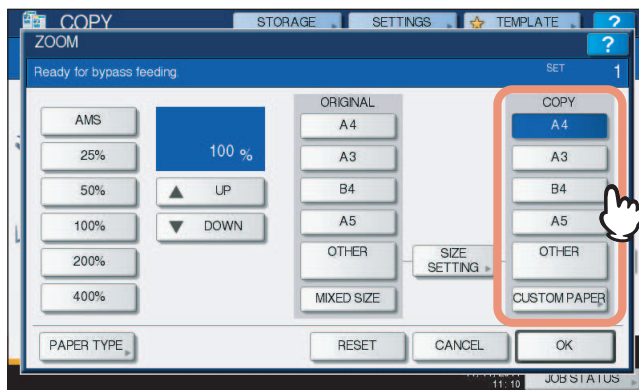 COPY STORAGE SETTINGS TEMPLATE ?
ZOOM ?
Ready for bypass feeding. SET 1
ORIGINAL COPY
AMS 100 % A4 A4
25% A3 A3
50% UP B4 B4
100% DOWN A5 A5
200% OTHER SIZE SETTING OTHER
400% MIXED SIZE CUSTOM PAPER
PAPER TYPE RESET CANCEL OK
11:10 JOB STATUS